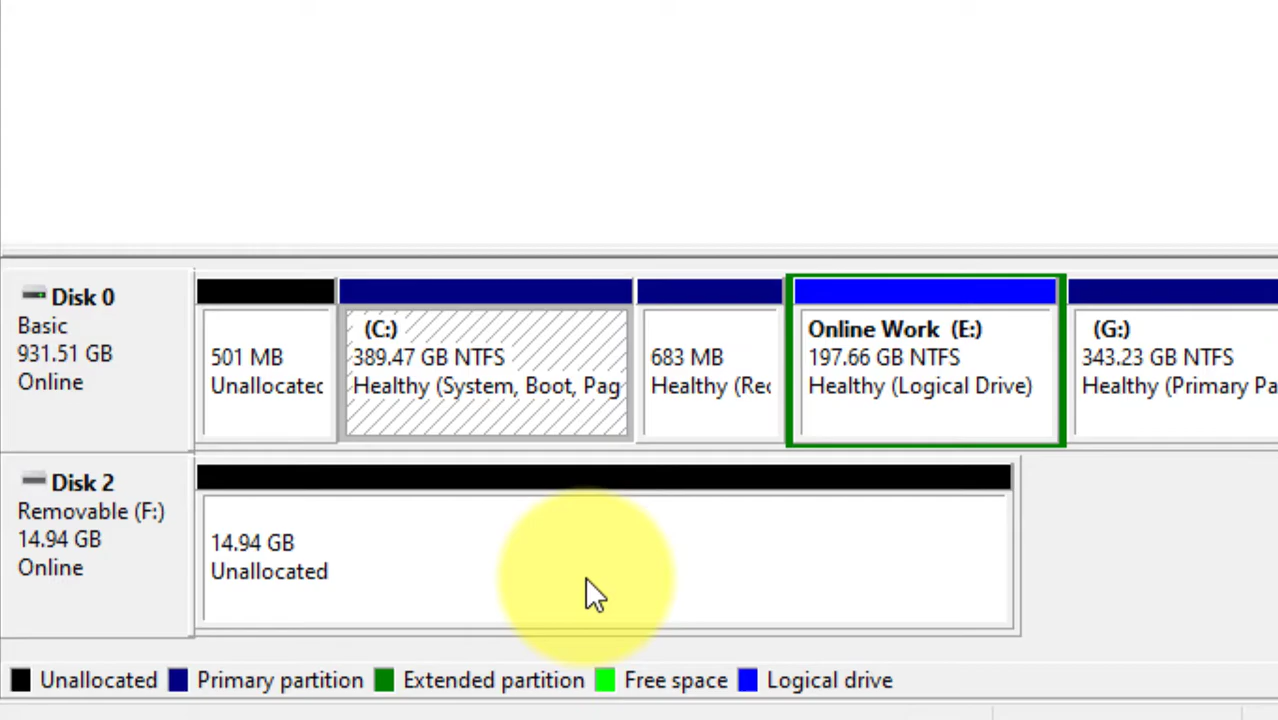 Disk 0
Basic
931.51 GB
Online
501 MB
Unallocatec
(C:)
389.47 GB NTFS
Healthy (System, Boot, Pag
683 MB
Healthy (Rec
Online Work (E:)
197.66 GB NTFS
Healthy (Logical Drive)
(G:)
343.23 GB NTFS
Healthy (Primary Pa
Disk 2
Removable (F:)
14.94 GB
Online
14.94 GB
Unallocated
Unallocated Primary partition Extended partition Free space Logical drive